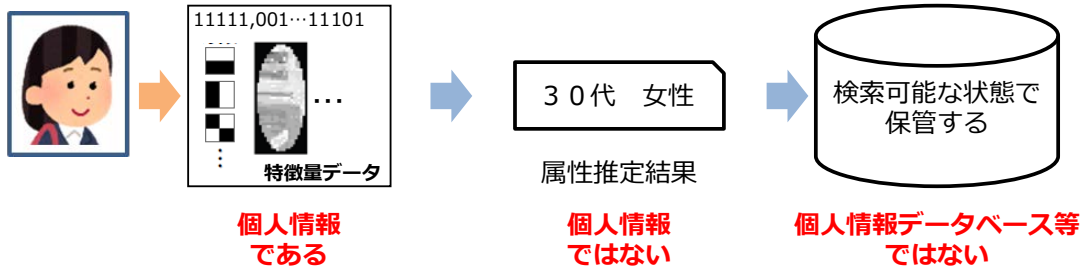 11111,001…11101
…
特徴量データ
３０代　女性
検索可能な状態で
保管する
属性推定結果
個人情報
である
個人情報
ではない
個人情報データベース等
ではない